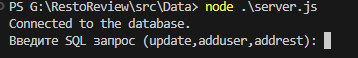 PS G:\RestoReview\src\Data> node .\server.js
Connected to the database.
Введите SQL запрос (update,adduser,addrest):